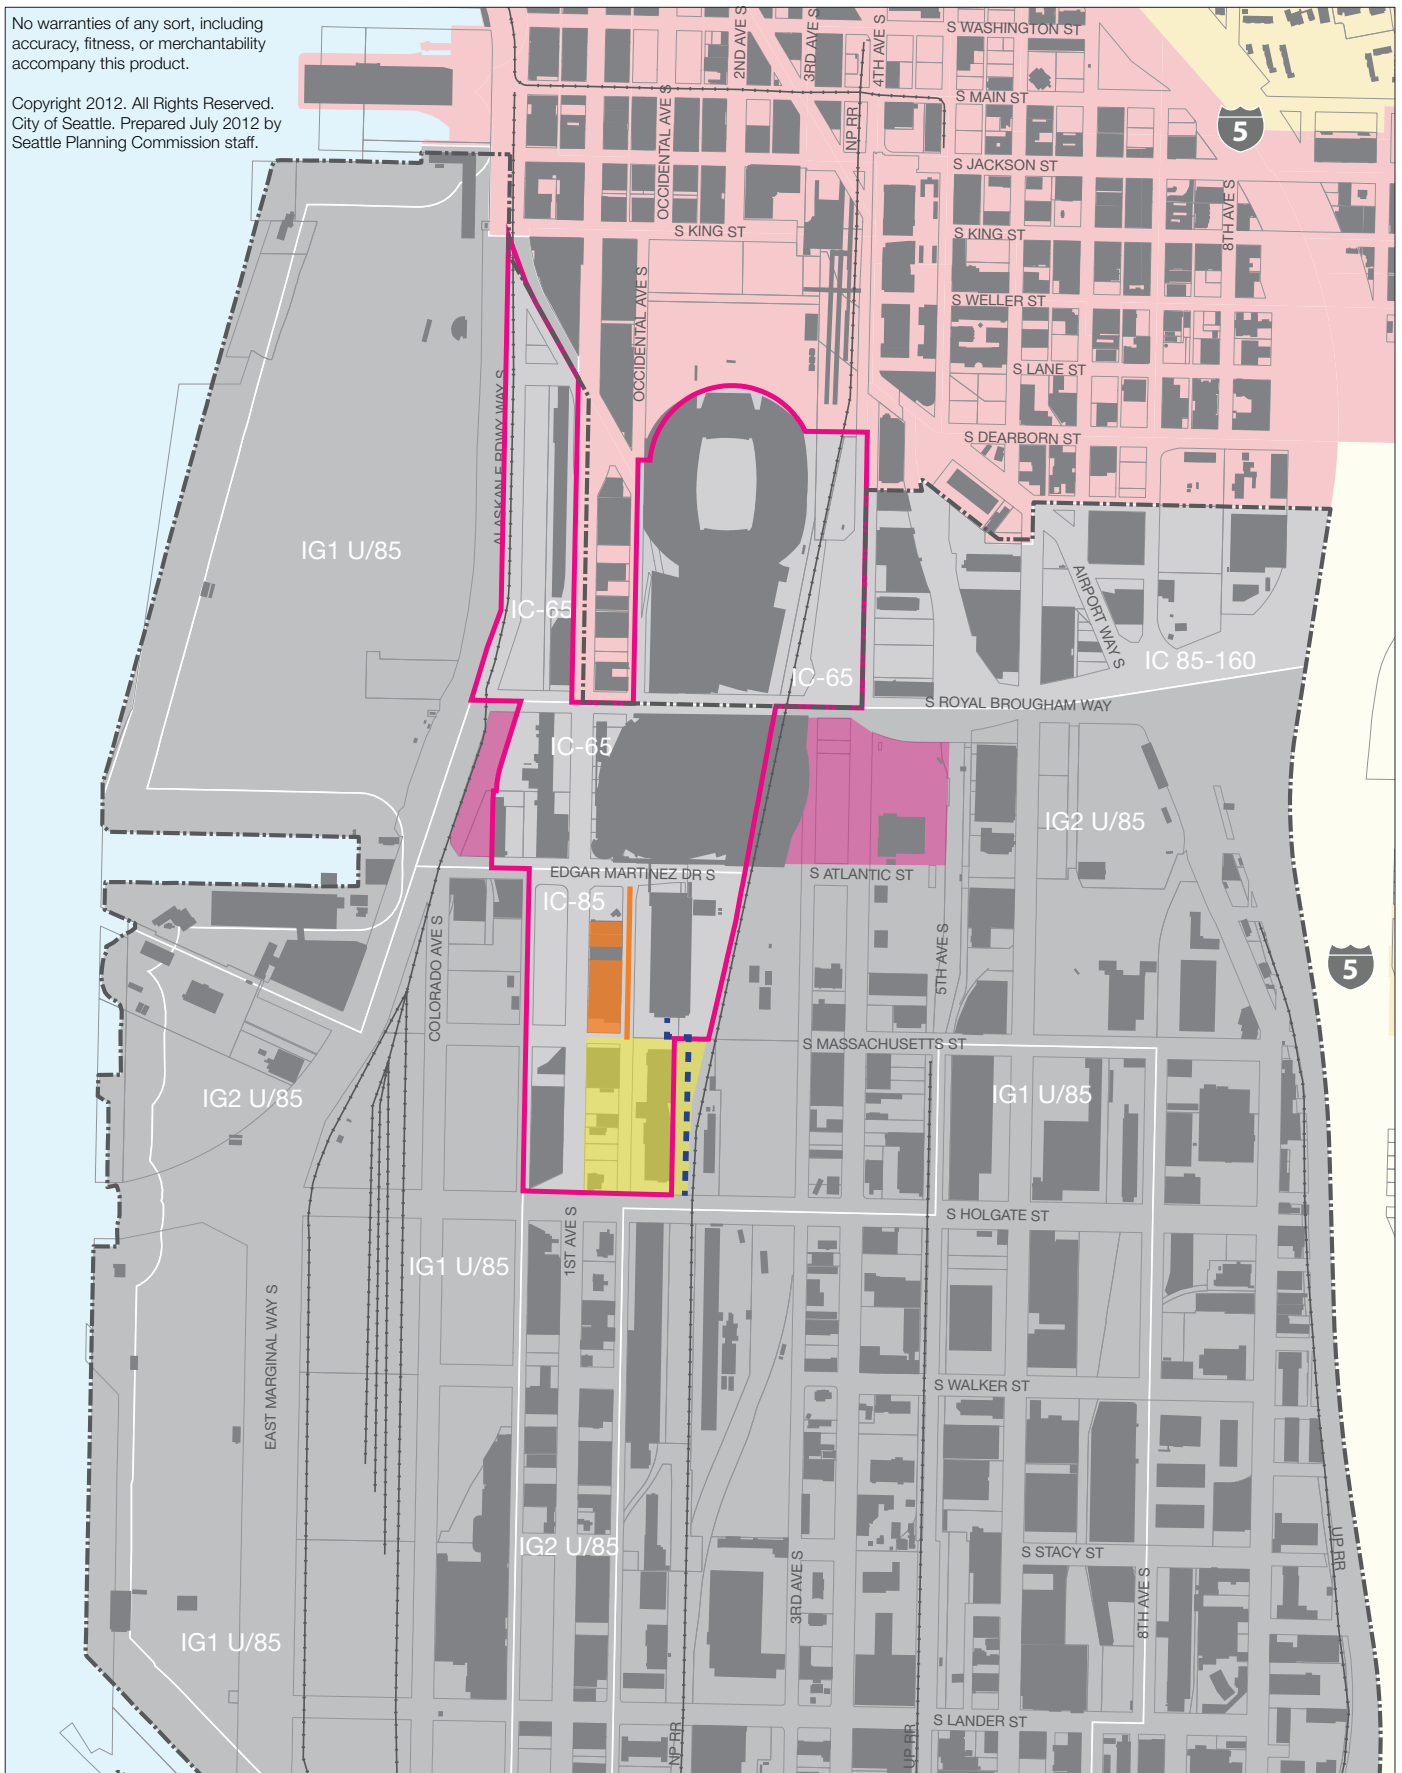 No warranties of any sort, including
accuracy, fitness, or merchantability
accompany this product.
Copyright 2012. All Rights Reserved.
City of Seattle. Prepared July 2012 by
Seattle Planning Commission staff.
S WASHINGTON ST
2ND AVE S
3RD AVE S
4TH AVE S
S MAIN ST
OCCIDENTAL AVE S
NP RR
5
S JACKSON ST
8TH AVE S
S KING ST
S KING ST
OCCIDENTAL AVE S
S WELLER ST
S LANE ST
ALASKAN E RDWY WAY S
S DEARBORN ST
IG1 U/85
IC-65
AIRPORT WAY S
IC-65
IC 85-160
S ROYAL BROUGHAM WAY
IC-65
IG2 U/85
EDGAR MARTINEZ DR S
S ATLANTIC ST
IC-85
COLORADO AVE S
5TH AVE S
5
S MASSACHUSETTS ST
IG2 U/85
IG1 U/85
S HOLGATE ST
1ST AVE S
IG1 U/85
EAST MARGINAL WAY S
S WALKER ST
IG2 U/85
S STACY ST
UP RR
3RD AVE S
8TH AVE S
IG1 U/85
S LANDER ST
NP RR
UP RR